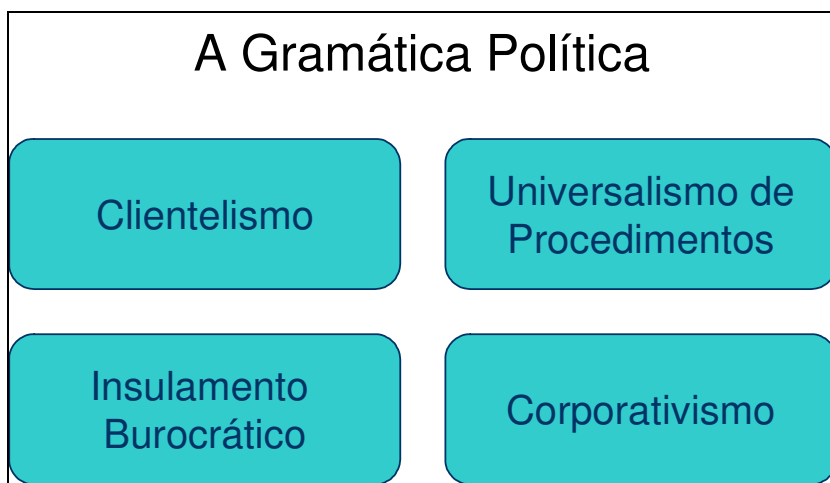 A Gramática Política
Clientelismo
Universalismo de
Procedimentos
Insulamento
Burocrático
Corporativismo